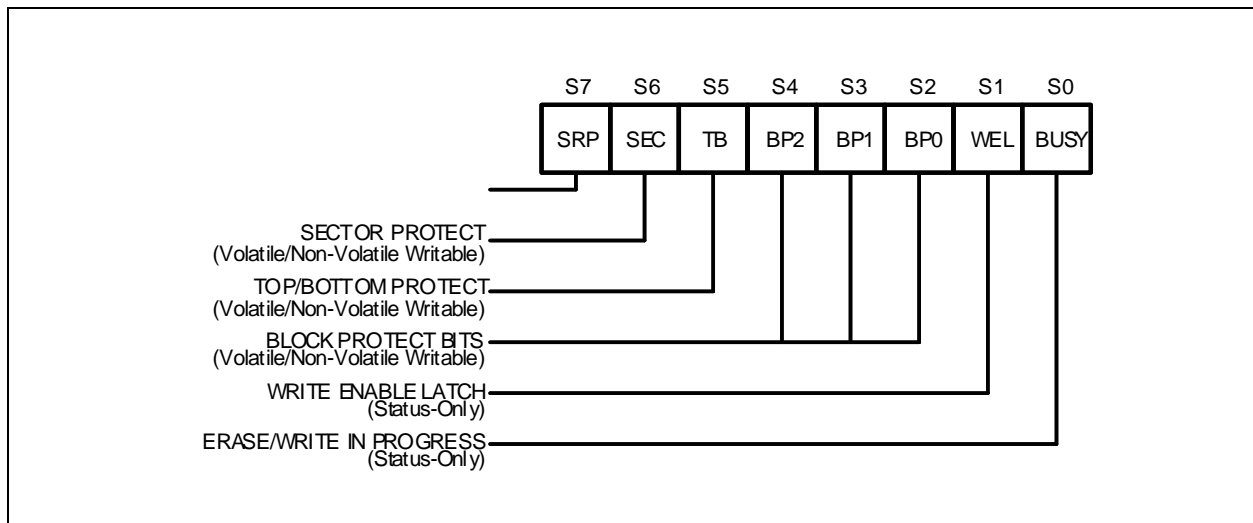 S7 S6 S5 S4 S3 S2 S1 S0
SRP SEC TB BP2 BP1 BP0 WEL BUSY
SECTOR PROTECT
(Volatile/Non-Volatile Writable)
TOP/BOTTOM PROTECT
(Volatile/Non-Volatile Writable)
BLOCK PROTECT BITS
(Volatile/Non-Volatile Writable)
WRITE ENABLE LATCH
(Status-Only)
ERASE/WRITE IN PROGRESS
(Status-Only)